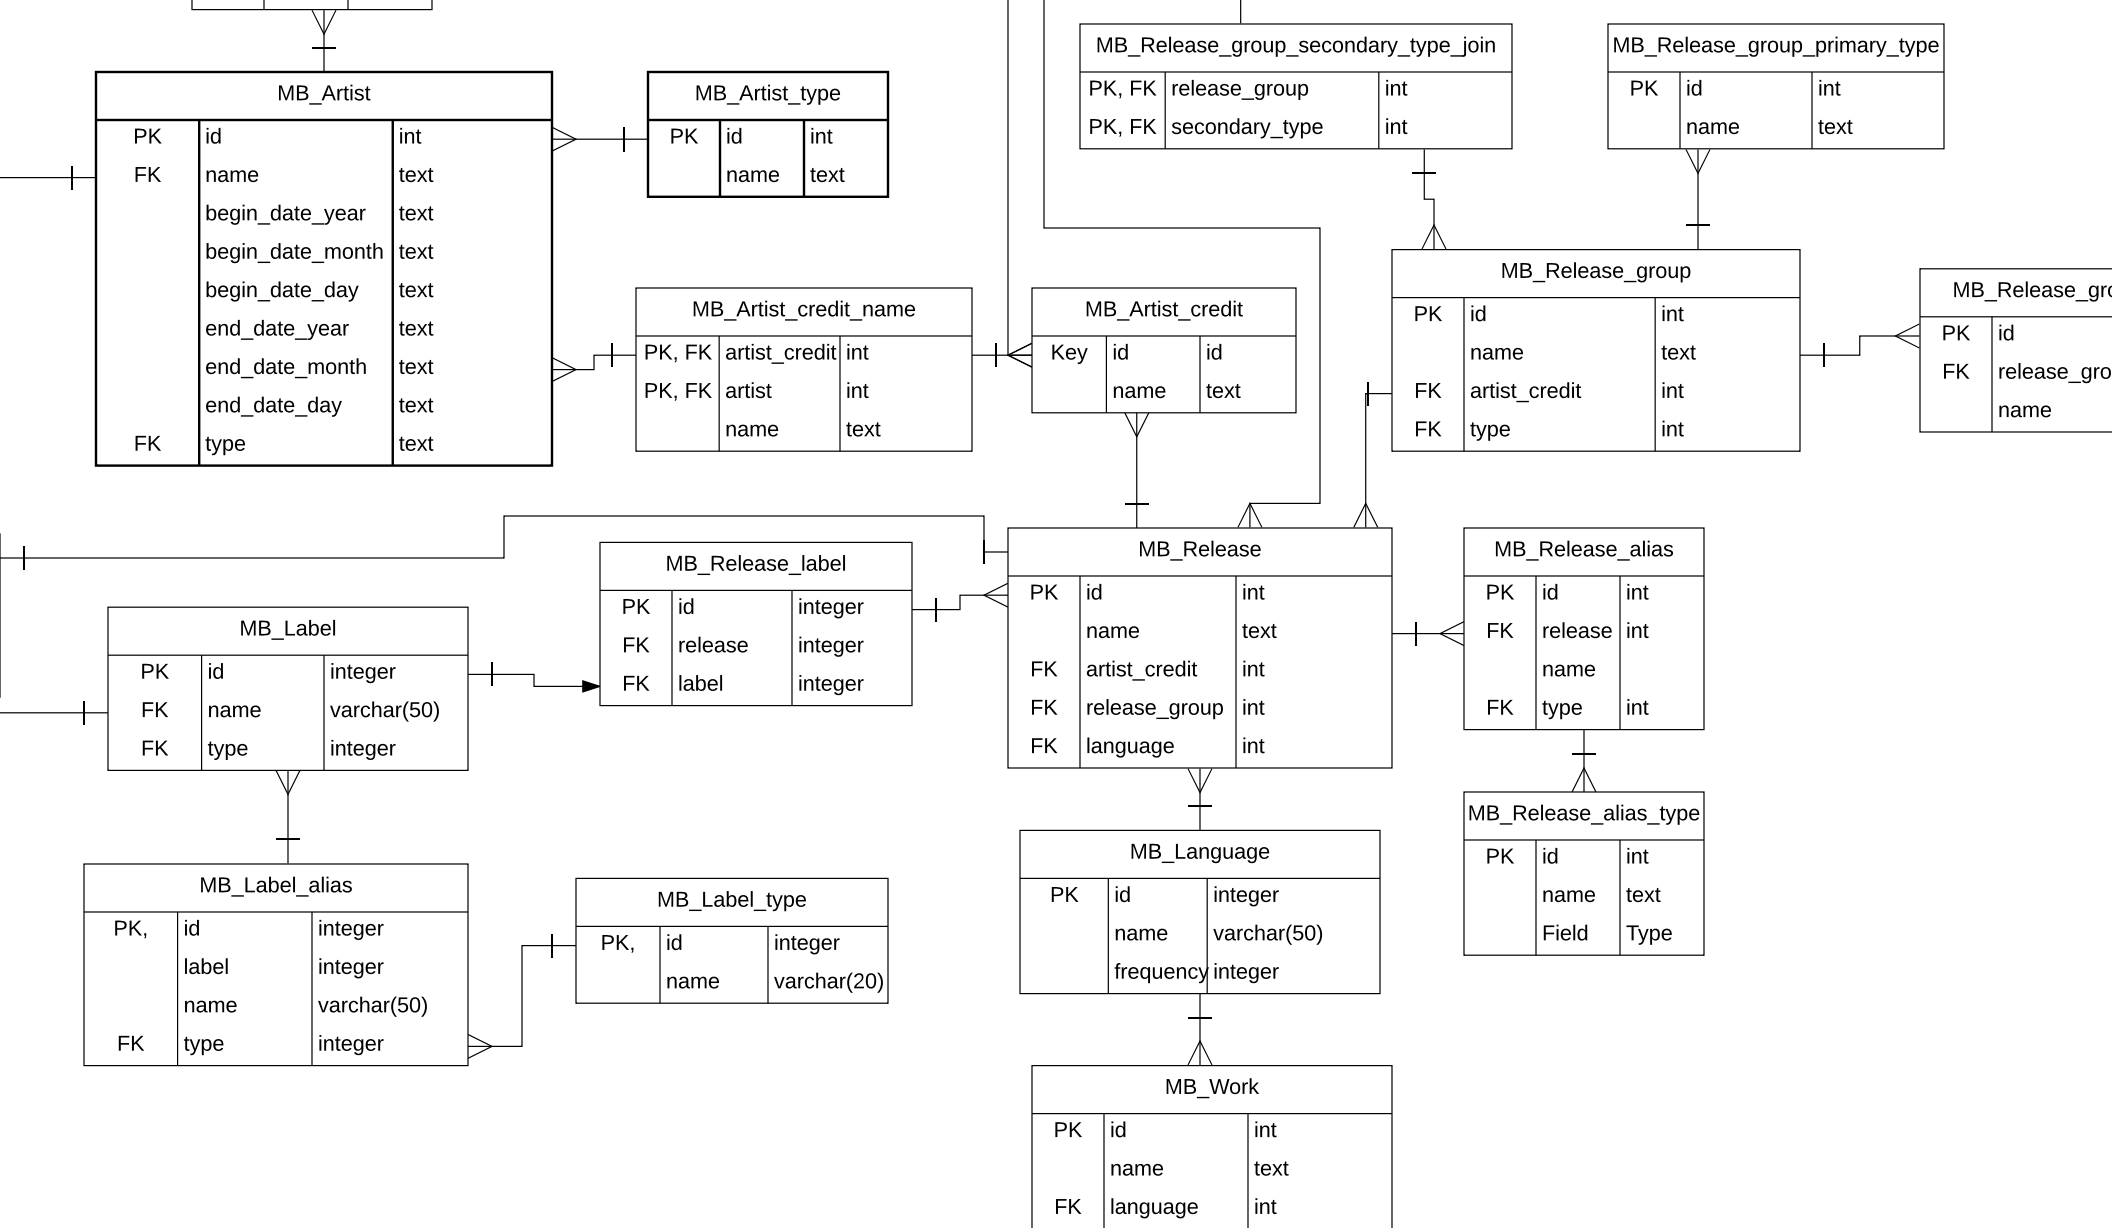 MB_Artist
PK id int
FK name text
begin_date_year text
begin_date_month text
begin_date_day text
end_date_year text
end_date_month text
end_date_day text
FK type text
MB_Artist_type
PK id int
name text
MB_Release_group_secondary_type_join
PK, FK release_group int
PK, FK secondary_type int
MB_Release_group_primary_type
PK id int
name text
MB_Artist_credit_name
PK, FK artist_credit int
PK, FK artist int
name text
MB_Artist_credit
Key id id
name text
MB_Release_group
PK id int
name text
FK artist_credit int
FK type int
MB_Release_gro
PK id
FK release_gro
name
MB_Release_label
PK id integer
FK release integer
FK label integer
MB_Release
PK id int
name text
FK artist_credit int
FK release_group int
FK language int
MB_Release_alias
PK id int
FK release int
name
FK type int
MB_Label
PK id integer
FK name varchar(50)
FK type integer
MB_Release_alias_type
PK id int
name text
Field Type
MB_Language
PK id integer
name varchar(50)
frequency integer
MB_Label_alias
PK, id integer
label integer
name varchar(50)
FK type integer
MB_Label_type
PK, id integer
name varchar(20)
MB_Work
PK id int
name text
FK language int